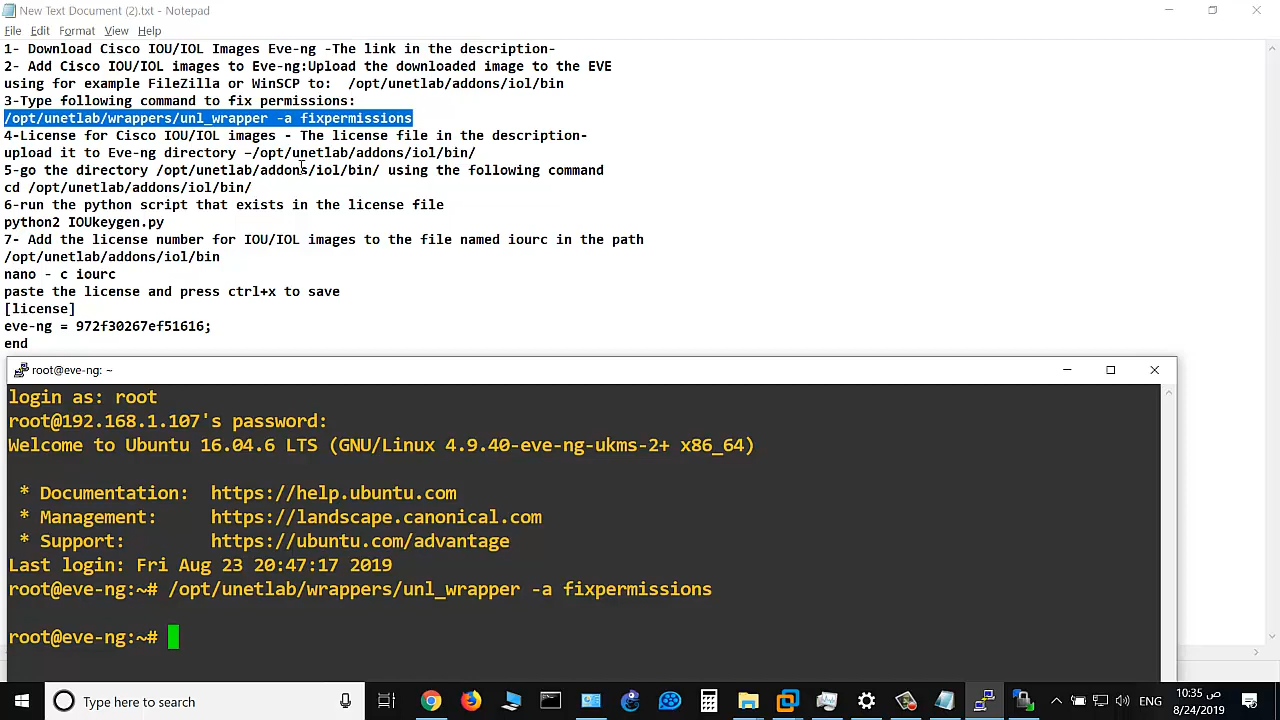 New Text Document (2).txt - Notepad
File Edit Format View Help
1- Download Cisco IOU/IOL Images Eve-ng -The link in the description-
2- Add Cisco IOU/IOL images to Eve-ng:Upload the downloaded image to the EVE
using for example FileZilla or WinSCP to:  /opt/unetlab/addons/iol/bin
3-Type following command to fix permissions:
/opt/unetlab/wrappers/unl_wrapper -a fixpermissions
4-License for Cisco IOU/IOL images - The license file in the description-
upload it to Eve-ng directory –/opt/unetlab/addons/iol/bin/
5-go the directory /opt/unetlab/addons/iol/bin/ using the following command
cd /opt/unetlab/addons/iol/bin/
6-run the python script that exists in the license file
python2 IOUkeygen.py
7- Add the license number for IOU/IOL images to the file named iourc in the path
/opt/unetlab/addons/iol/bin
nano - c iourc
paste the license and press ctrl+x to save
[license]
eve-ng = 972f30267ef51616;
end
root@eve-ng: ~
login as: root
root@192.168.1.107's password:
Welcome to Ubuntu 16.04.6 LTS (GNU/Linux 4.9.40-eve-ng-ukms-2+ x86_64)
* Documentation:  https://help.ubuntu.com
* Management:     https://landscape.canonical.com
* Support:        https://ubuntu.com/advantage
Last login: Fri Aug 23 20:47:17 2019
root@eve-ng:~# /opt/unetlab/wrappers/unl_wrapper -a fixpermissions
root@eve-ng:~#
Type here to search
ENG
10:35 ص
8/24/2019